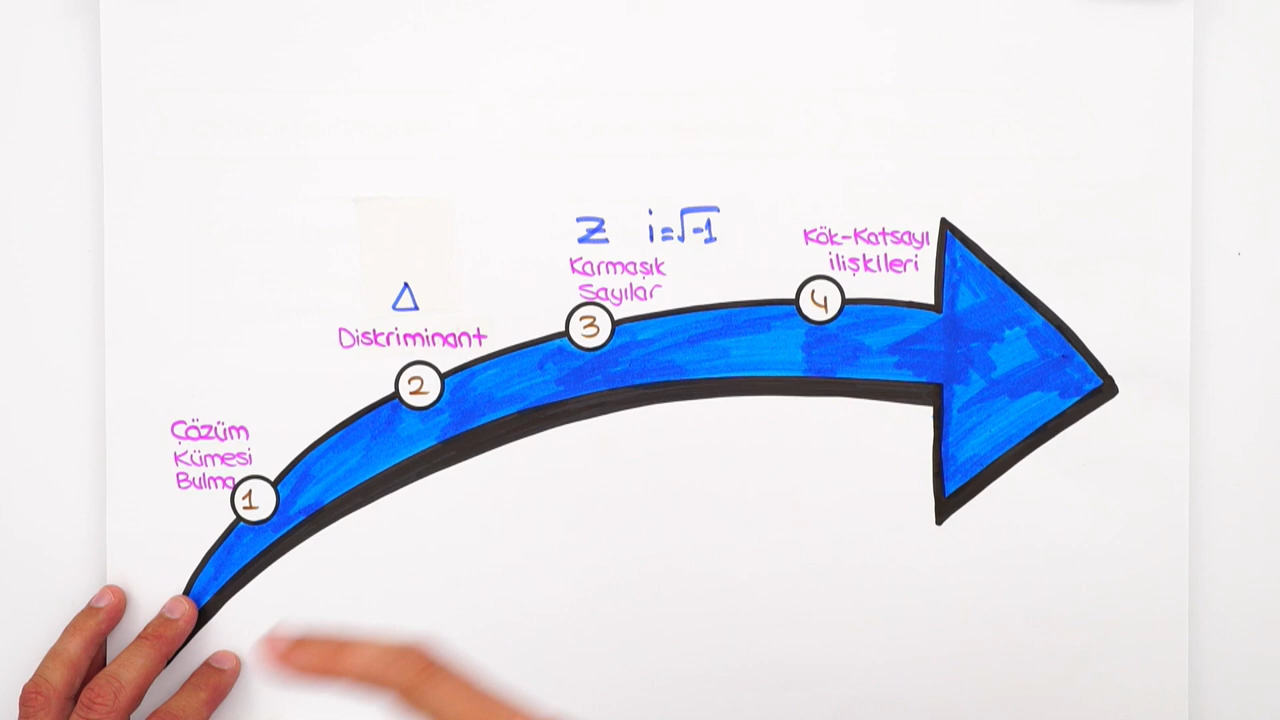 Çözüm
Kümesi
Bulma
1
Δ
Diskriminant
2
z i=√-1
Karmaşık
Sayılar
3
Kök-Katsayı
ilişkileri
4